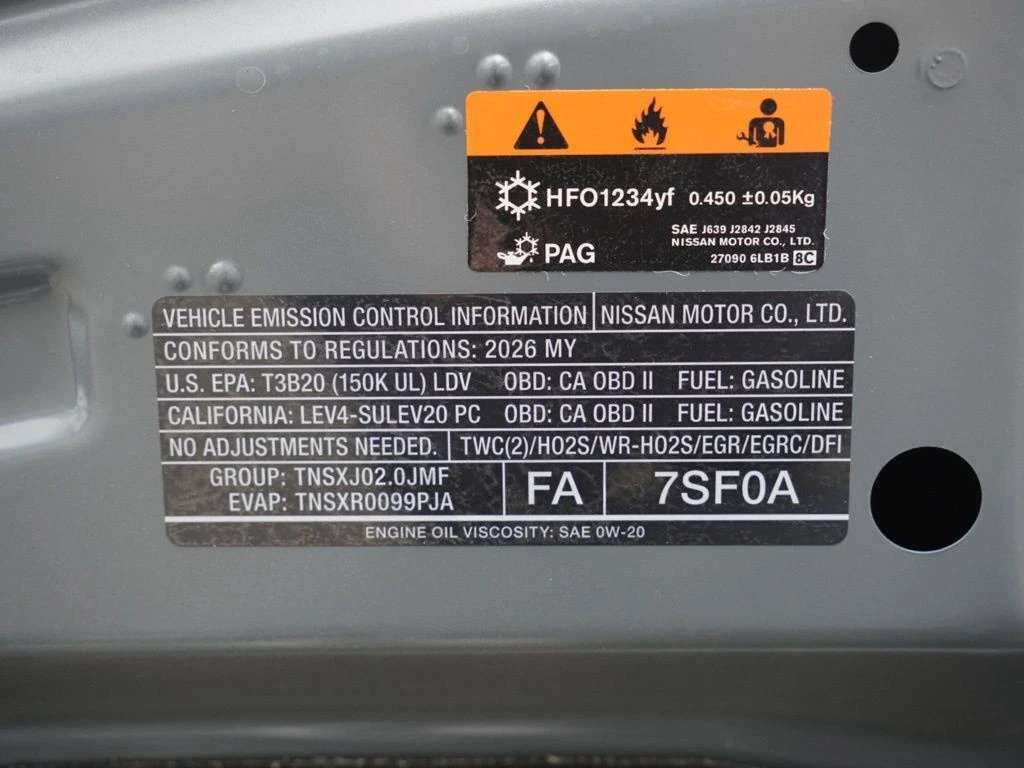 HFO1234yf 0.450 ±0.05Kg
SAE J639 J2842 J2845
NISSAN MOTOR CO., LTD.
PAG
27090 6LB1B 8C
VEHICLE EMISSION CONTROL INFORMATION NISSAN MOTOR CO., LTD.
CONFORMS TO REGULATIONS: 2026 MY
U.S. EPA: T3B20 (150K UL) LDV OBD: CA OBD II FUEL: GASOLINE
CALIFORNIA: LEV4-SULEV20 PC OBD: CA OBD II FUEL: GASOLINE
NO ADJUSTMENTS NEEDED. TWC(2)/HO2S/WR-HO2S/EGR/EGRC/DFI
GROUP: TNSXJ02.0JMF
EVAP: TNSXR0099PJA
FA 7SF0A
ENGINE OIL VISCOSITY: SAE 0W-20